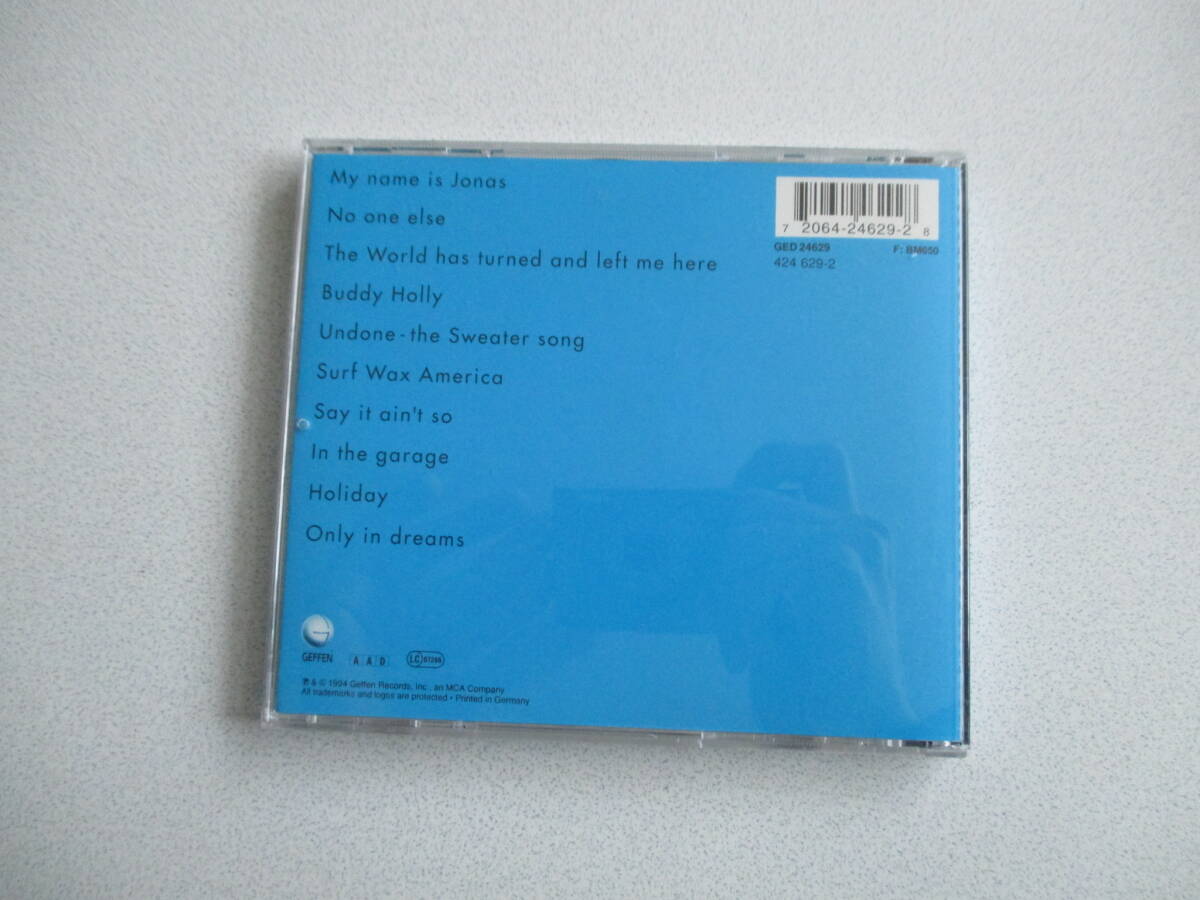 My name is Jonas
No one else
The World has turned and left me here
Buddy Holly
Undone - the Sweater song
Surf Wax America
Say it ain't so
In the garage
Holiday
Only in dreams
7 2064-24629-2 8
GED 24629 F: BM650
424 629-2
GEFFEN A A D LC 07266
℗ & © 1994 Geffen Records, Inc., an MCA Company
All trademarks and logos are protected • Printed in Germany